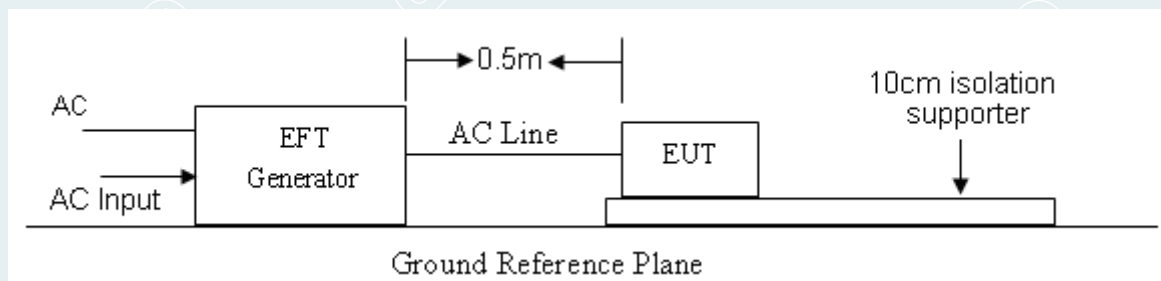 0.5m
10cm isolation
supporter
AC
EFT
Generator
AC Line
EUT
AC Input
Ground Reference Plane